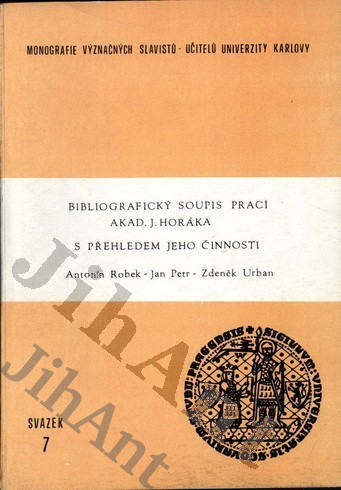 MONOGRAFIE VÝZNAČNÝCH SLAVISTŮ - UČITELŮ UNIVERZITY KARLOVY
BIBLIOGRAFICKÝ SOUPIS PRACÍ
AKAD. J. HORÁKA
S PŘEHLEDEM JEHO ČINNOSTI
Antonín Robek - Jan Petr - Zdeněk Urban
JihAnt
JihAnt
SVAZEK
7